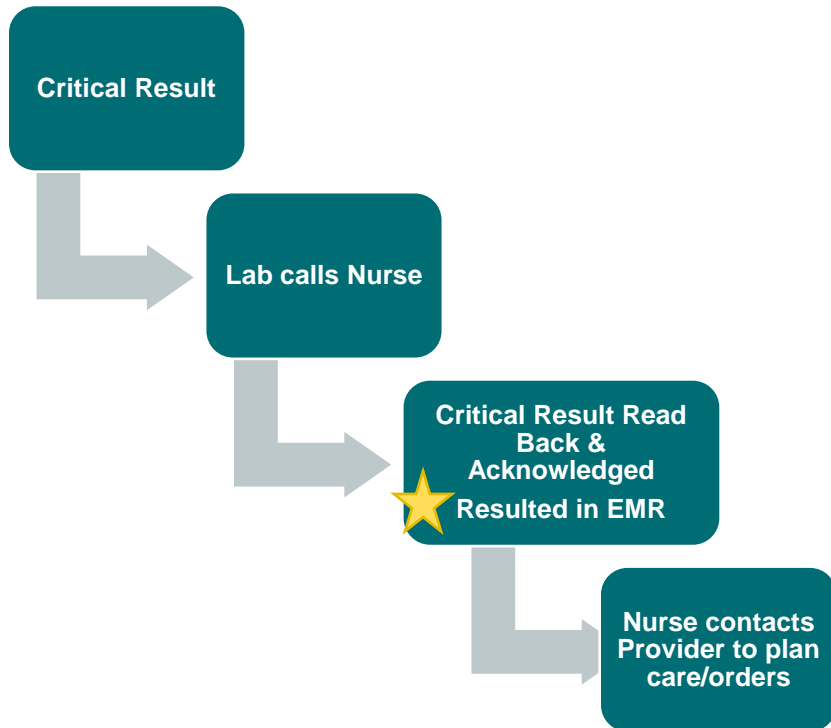 Critical Result
Lab calls Nurse
Critical Result Read
Back &
Acknowledged
Resulted in EMR
Nurse contacts
Provider to plan
care/orders